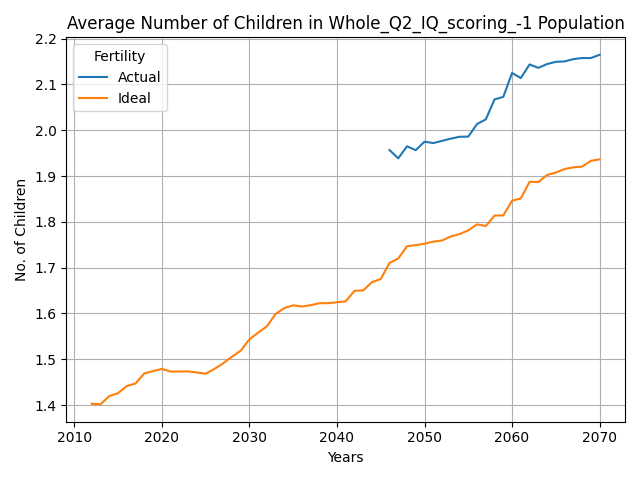 Average Number of Children in Whole_Q2_IQ_scoring_-1 Population
Fertility
Actual
Ideal
No. of Children
2.2
2.1
2.0
1.9
1.8
1.7
1.6
1.5
1.4
2010 2020 2030 2040 2050 2060 2070
Years